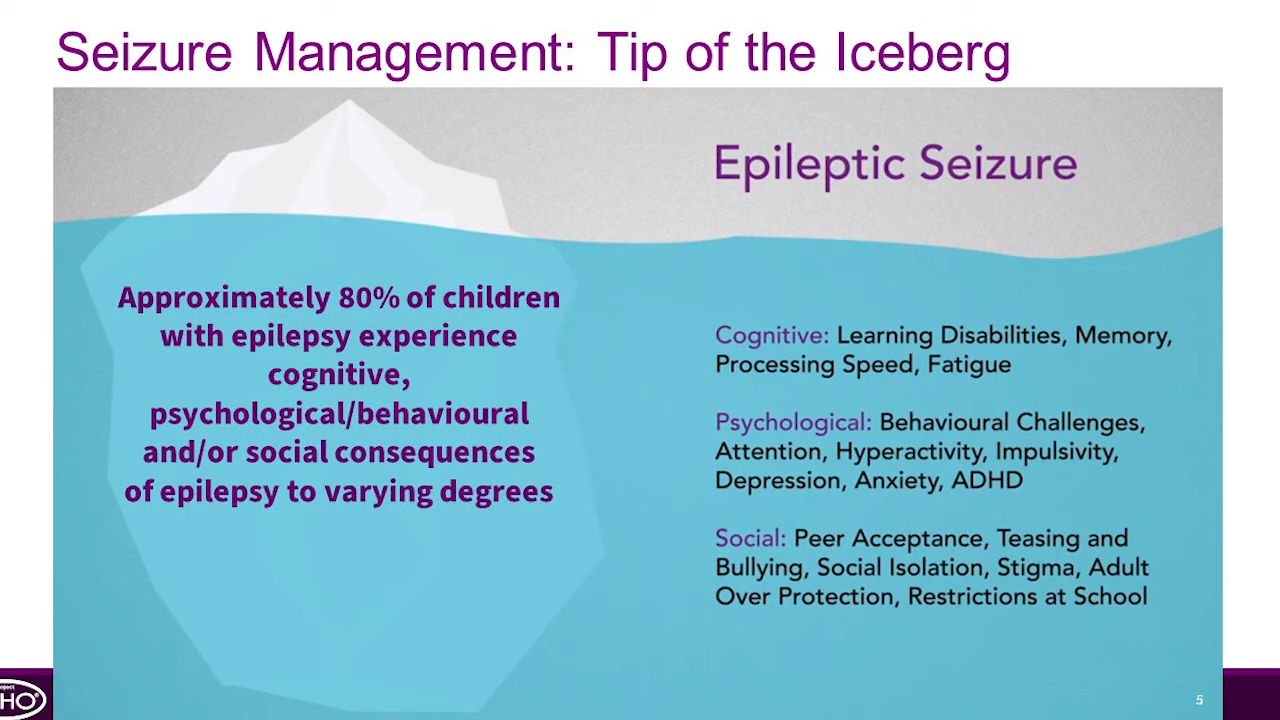 Seizure Management: Tip of the Iceberg
Epileptic Seizure
Approximately 80% of children
with epilepsy experience
cognitive,
psychological/behavioural
and/or social consequences
of epilepsy to varying degrees
Cognitive: Learning Disabilities, Memory,
Processing Speed, Fatigue
Psychological: Behavioural Challenges,
Attention, Hyperactivity, Impulsivity,
Depression, Anxiety, ADHD
Social: Peer Acceptance, Teasing and
Bullying, Social Isolation, Stigma, Adult
Over Protection, Restrictions at School
5